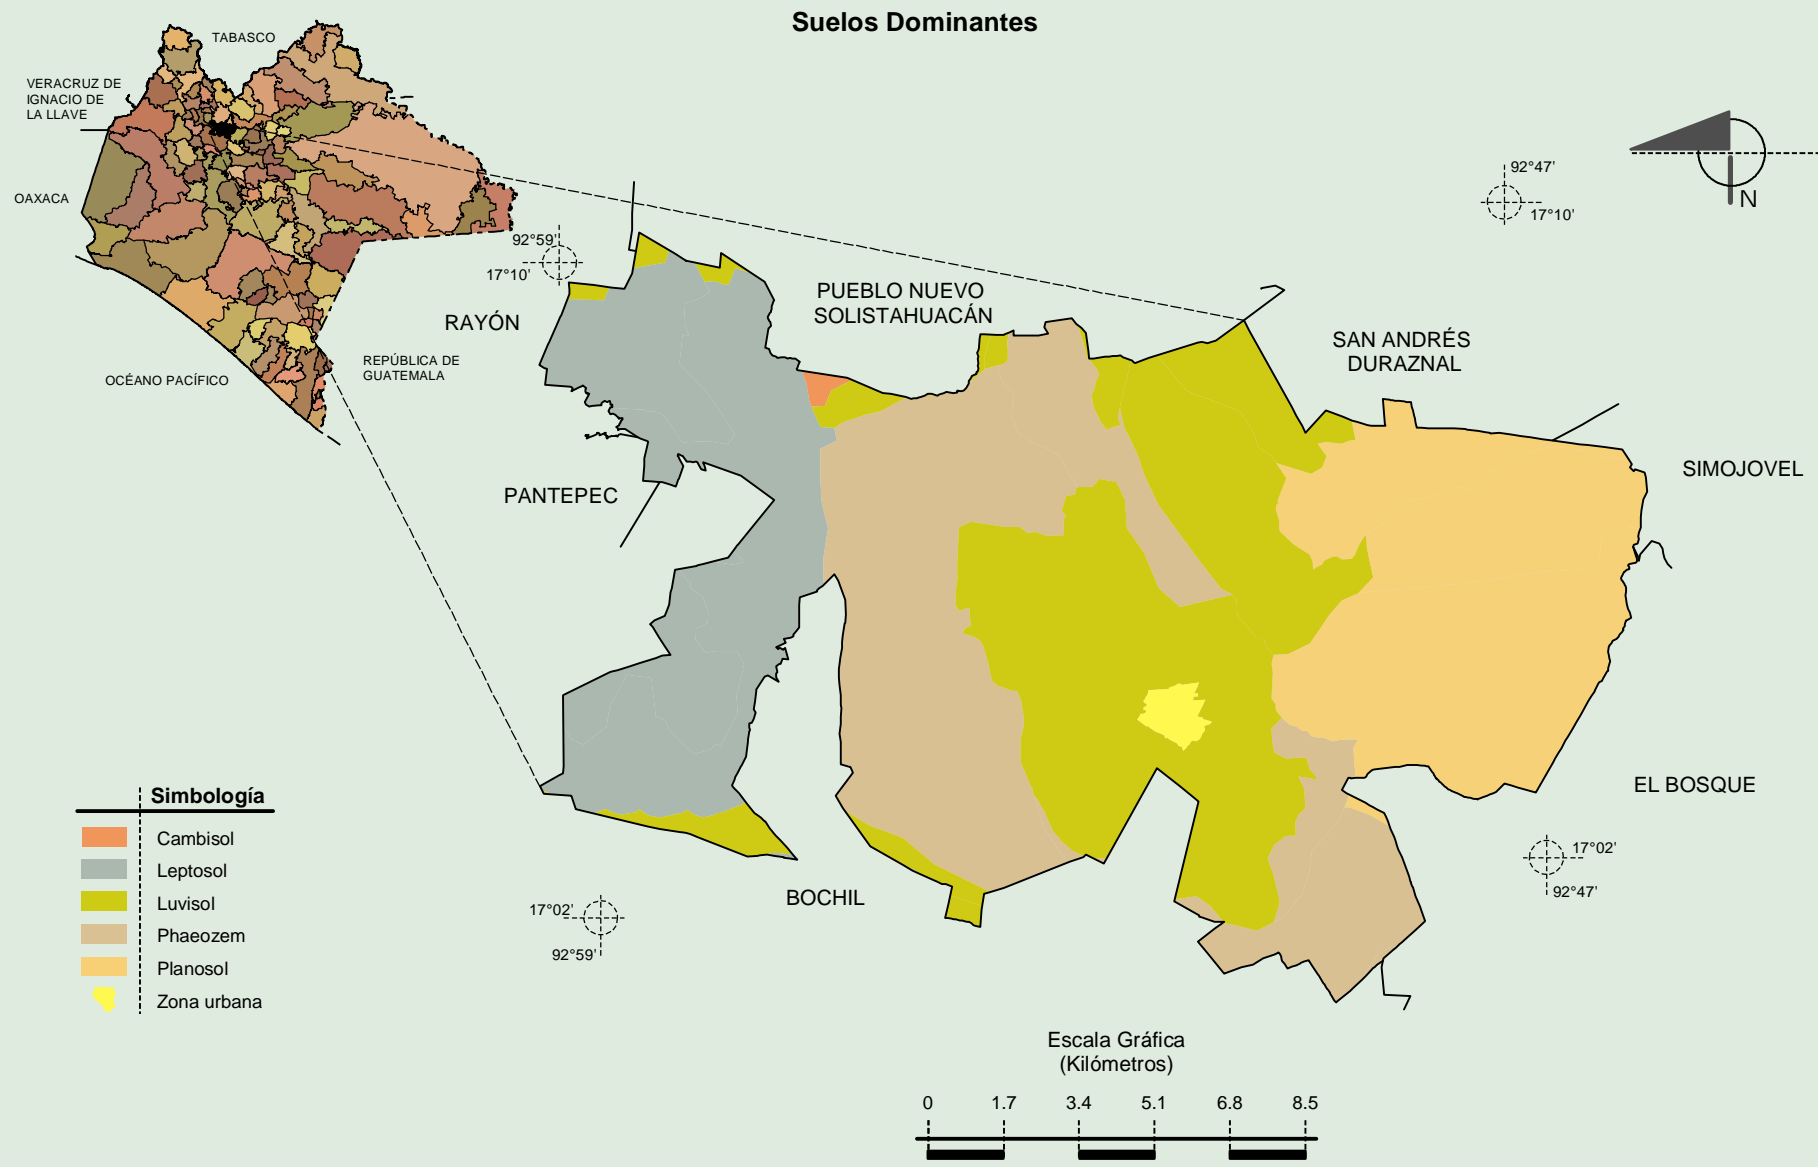 Suelos Dominantes
TABASCO
VERACRUZ DE
IGNACIO DE
LA LLAVE
OAXACA
OCÉANO PACÍFICO
REPÚBLICA DE
GUATEMALA
92°59'
17°10'
92°47'
17°10'
N
RAYÓN
PUEBLO NUEVO
SOLISTAHUACÁN
SAN ANDRÉS
DURAZNAL
SIMOJOVEL
PANTEPEC
EL BOSQUE
BOCHIL
17°02'
92°59'
17°02'
92°47'
Simbología
Cambisol
Leptosol
Luvisol
Phaeozem
Planosol
Zona urbana
Escala Gráfica
(Kilómetros)
0 1.7 3.4 5.1 6.8 8.5